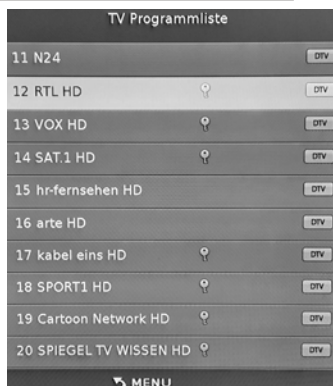 TV Programmliste
11 N24 DTV
12 RTL HD DTV
13 VOX HD DTV
14 SAT.1 HD DTV
15 hr-fernsehen HD DTV
16 arte HD DTV
17 kabel eins HD DTV
18 SPORT1 HD DTV
19 Cartoon Network HD DTV
20 SPIEGEL TV WISSEN HD DTV
MENU